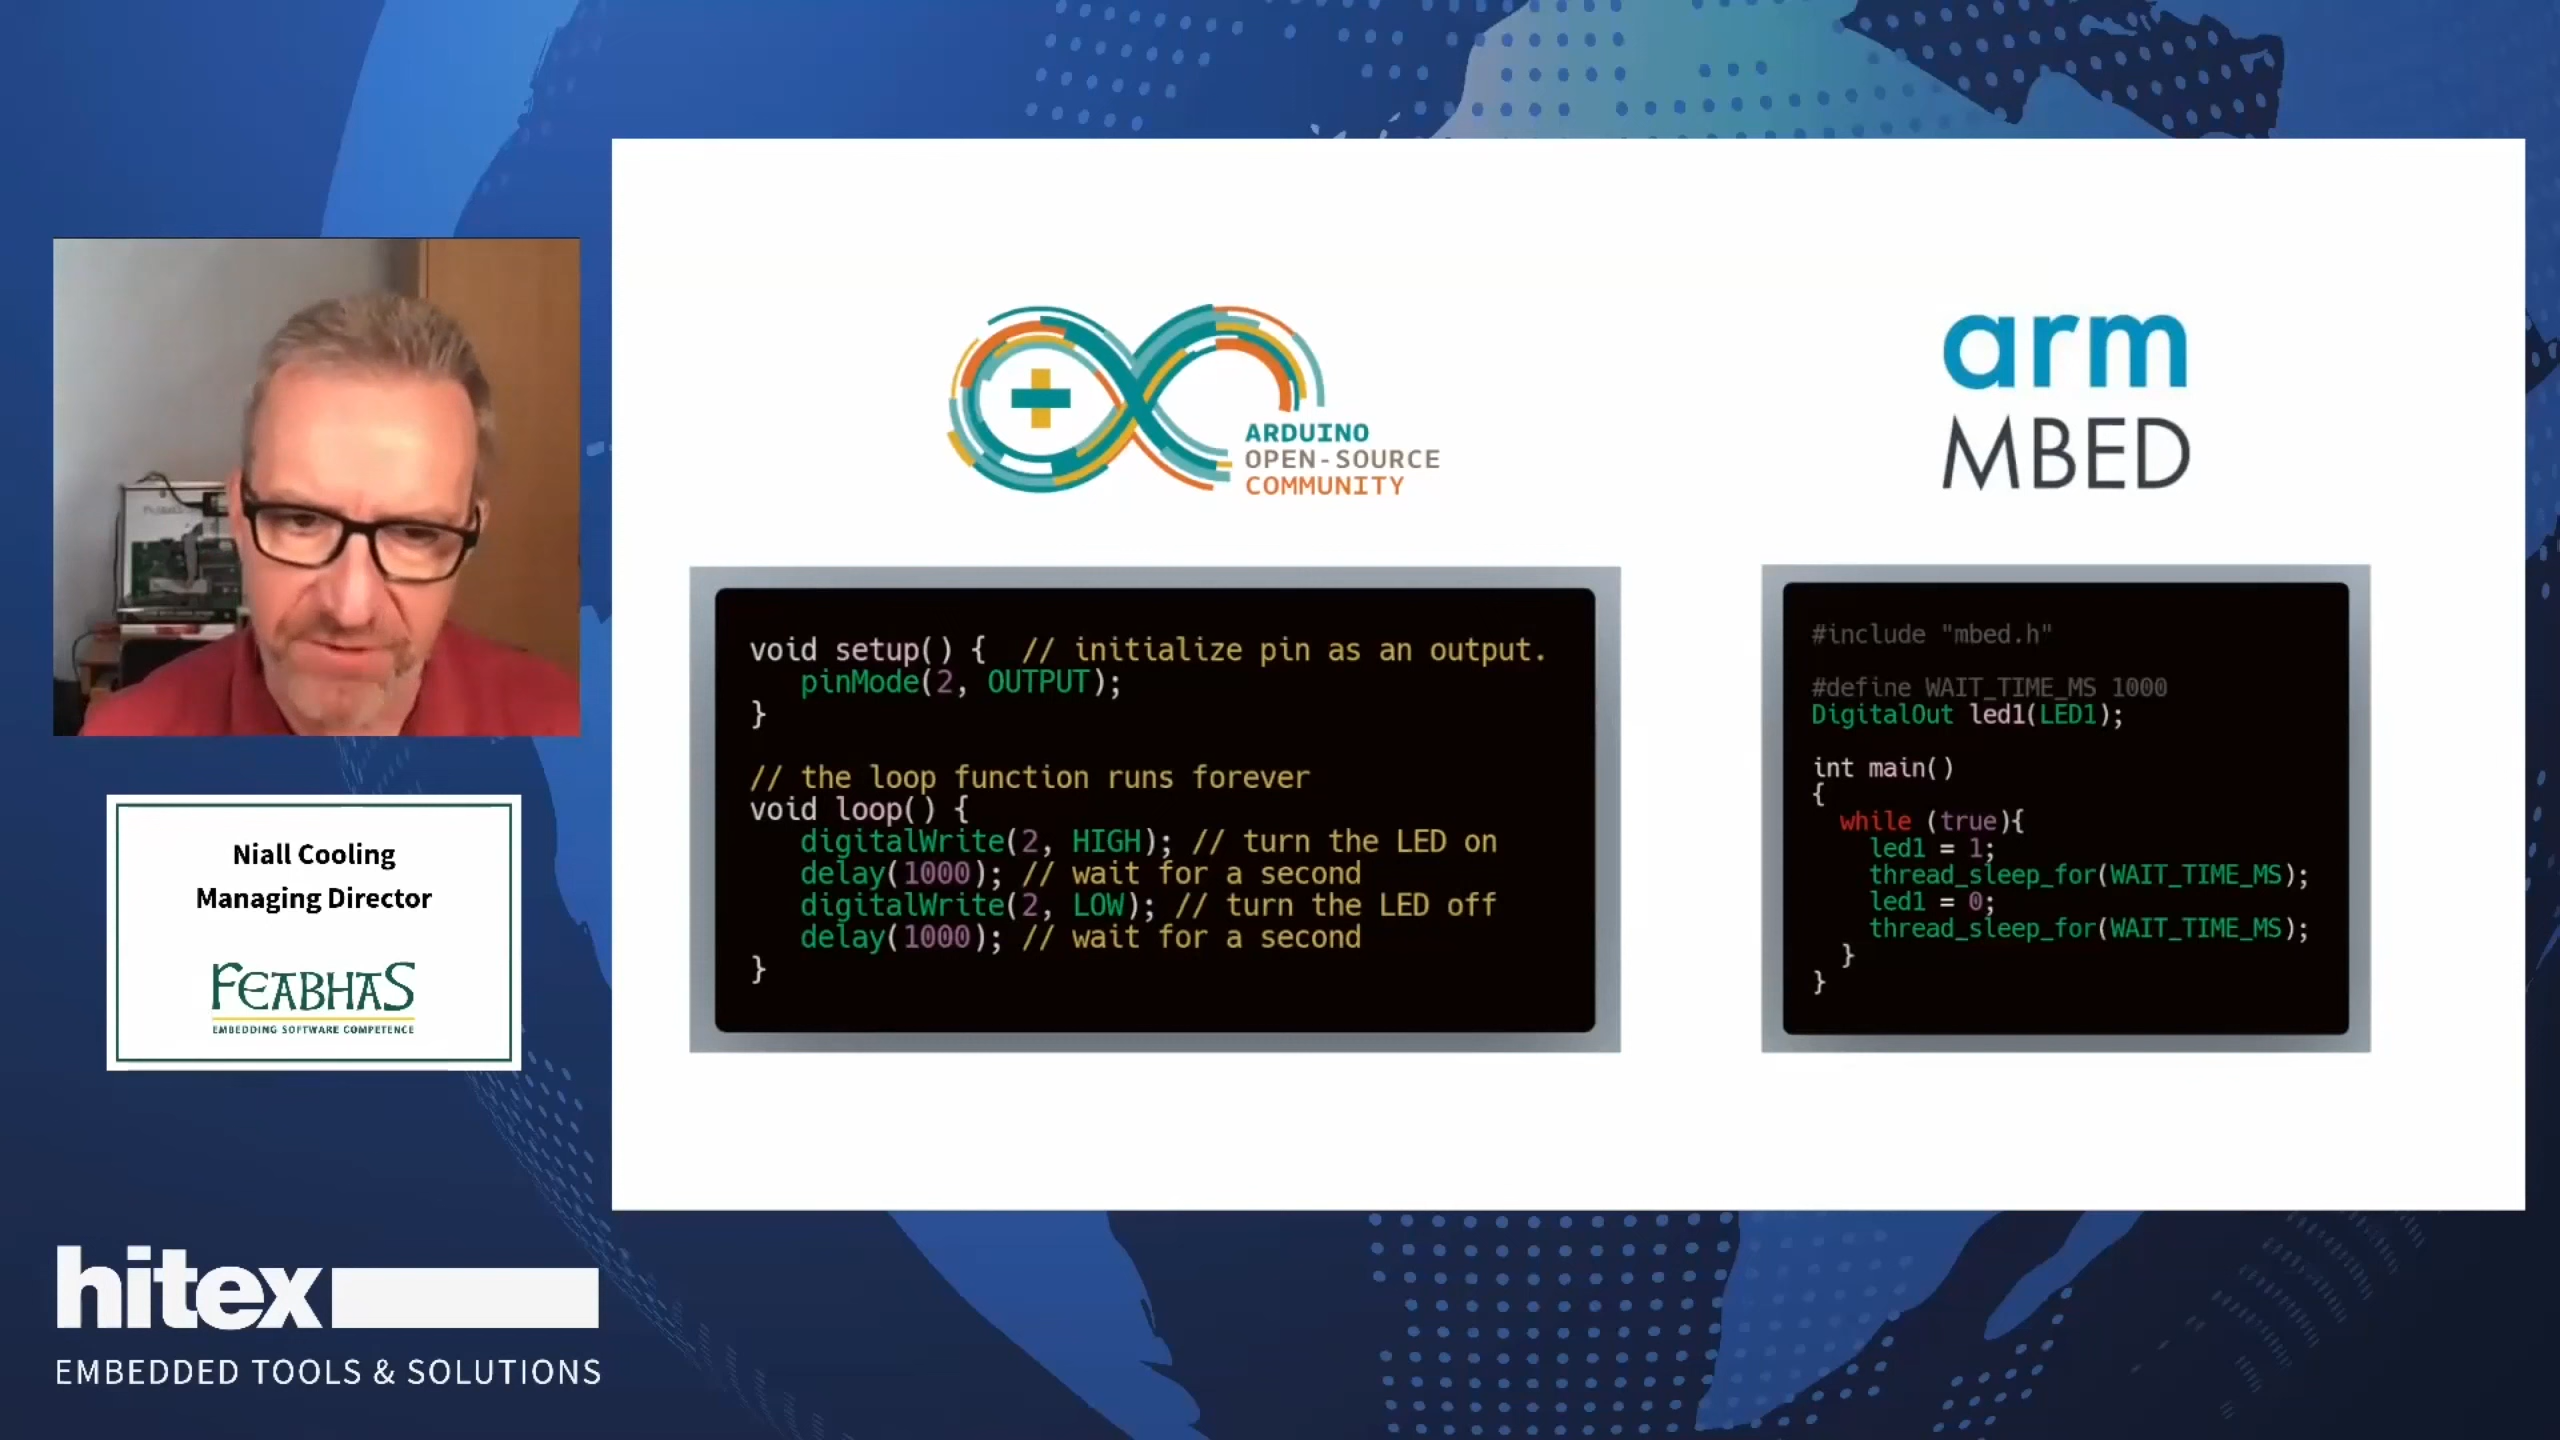 ARDUINO
OPEN-SOURCE
COMMUNITY
arm
MBED
void setup() {  // initialize pin as an output.
   pinMode(2, OUTPUT);
}
// the loop function runs forever
void loop() {
   digitalWrite(2, HIGH); // turn the LED on
   delay(1000); // wait for a second
   digitalWrite(2, LOW); // turn the LED off
   delay(1000); // wait for a second
}
#include "mbed.h"
#define WAIT_TIME_MS 1000
DigitalOut led1(LED1);
int main()
{
  while (true){
    led1 = 1;
    thread_sleep_for(WAIT_TIME_MS);
    led1 = 0;
    thread_sleep_for(WAIT_TIME_MS);
  }
}
Niall Cooling
Managing Director
FEABHAS
EMBEDDING SOFTWARE COMPETENCE
hitex
EMBEDDED TOOLS & SOLUTIONS